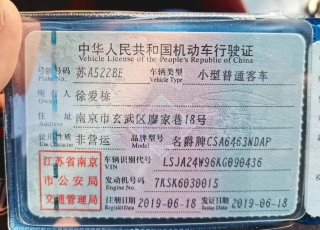 中华人民共和国机动车行驶证
Vehicle License of the People's Republic of China
号牌号码 苏A522BE 车辆类型 小型普通客车
Plate No. Vehicle Type
所有人 徐爱栋
Owner
住址 南京市玄武区廖家巷18号
Address
使用性质 非营运 品牌型号 名爵牌CSA6463NDAP
Model
江苏省南京 车辆识别代号 LSJA24W96KG090436
VIN
市公安局 发动机号码 7KSK6030015
Engine No.
交通管理局 注册日期 2019-06-18 发证日期 2019-06-18
Register Date Issue Date